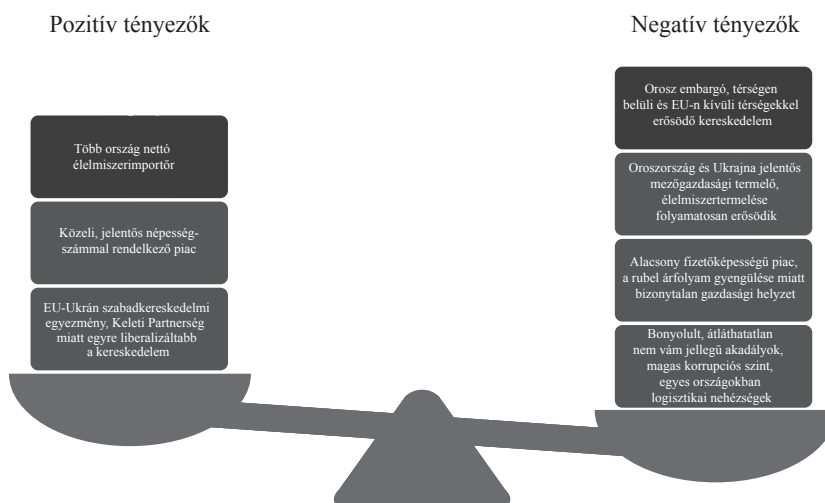 Pozitív tényezők
Több ország nettó
élelmiszerimportőr
Közeli, jelentős népesség-
számmal rendelkező piac
EU-Ukrán szabadkereskedelmi
egyezmény, Keleti Partnerség
miatt egyre liberalizáltabb
a kereskedelem
Negatív tényezők
Orosz embargó, térségen
belüli és EU-n kívüli térségekkel
erősödő kereskedelem
Oroszország és Ukrajna jelentős
mezőgazdasági termelő,
élelmiszertermelése
folyamatosan erősödik
Alacsony fizetőképességű piac,
a rubel árfolyam gyengülése miatt
bizonytalan gazdasági helyzet
Bonyolult, átláthatatlan
nem vám jellegű akadályok,
magas korrupciós szint,
egyes országokban
logisztikai nehézségek